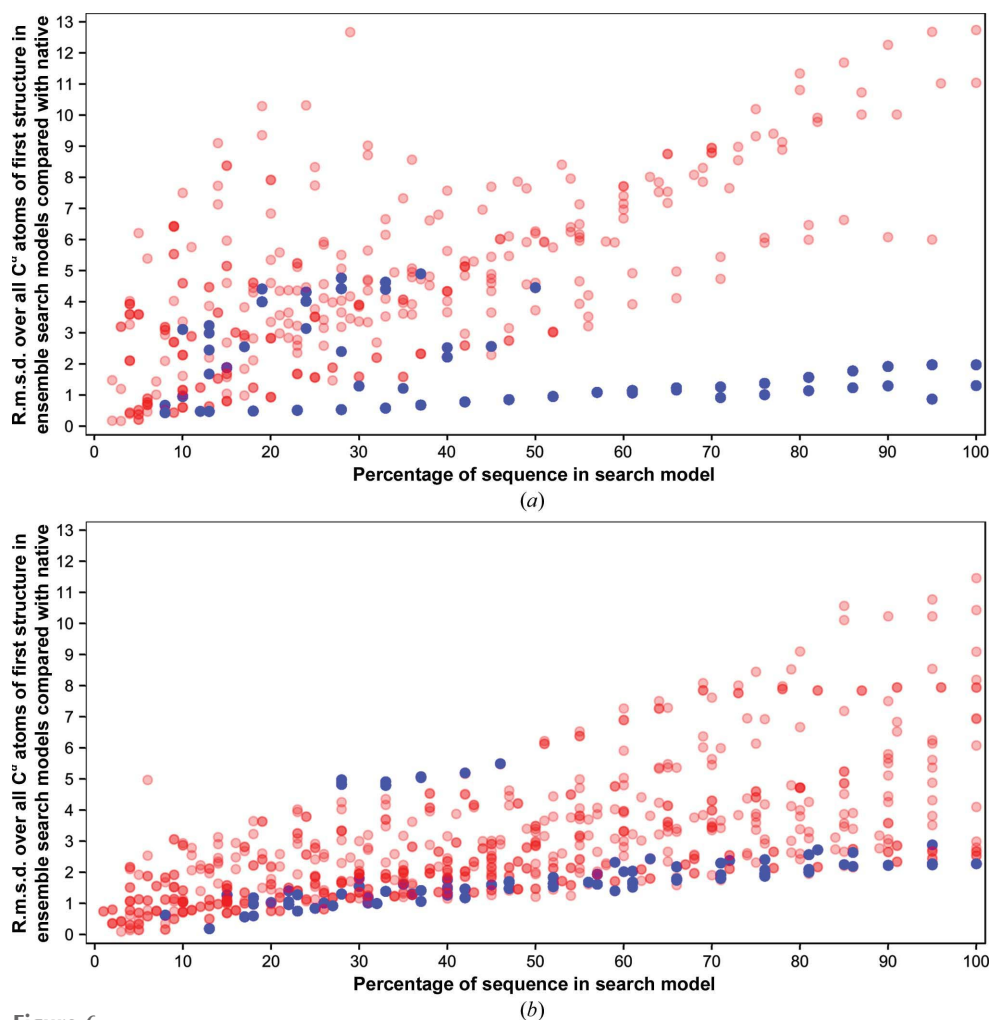 13
12
11
10
9
8
7
6
5
4
3
2
1
0
R.m.s.d. over all Cα atoms of first structure in
ensemble search models compared with native
0 10 20 30 40 50 60 70 80 90 100
Percentage of sequence in search model
(a)
13
12
11
10
9
8
7
6
5
4
3
2
1
0
R.m.s.d. over all Cα atoms of first structure in
ensemble search models compared with native
0 10 20 30 40 50 60 70 80 90 100
Percentage of sequence in search model
(b)